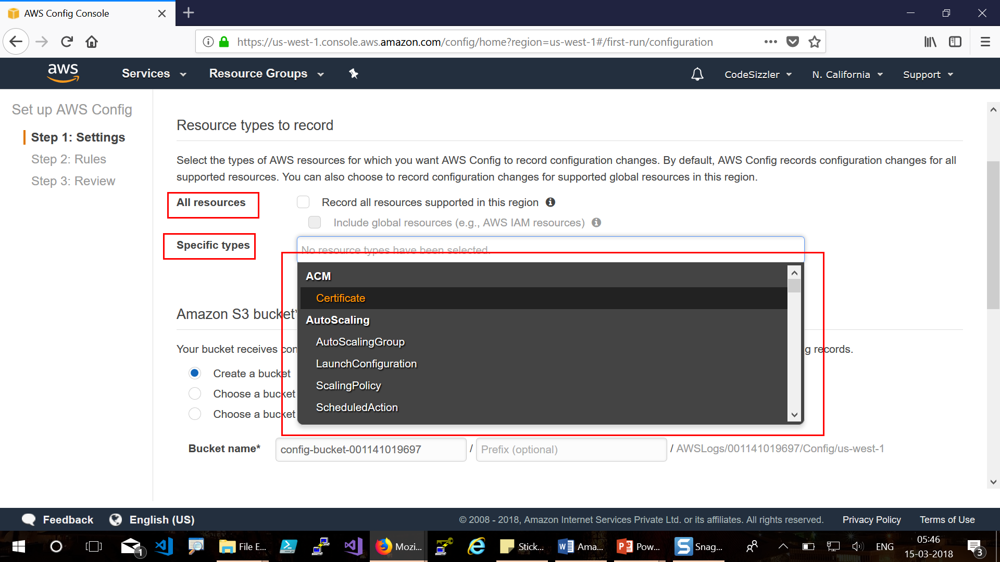 AWS Config Console
https://us-west-1.console.aws.amazon.com/config/home?region=us-west-1#/first-run/configuration
aws
Services
Resource Groups
CodeSizzler
N. California
Support
Set up AWS Config
Step 1: Settings
Step 2: Rules
Step 3: Review
Resource types to record
Select the types of AWS resources for which you want AWS Config to record configuration changes. By default, AWS Config records configuration changes for all
supported resources. You can also choose to record configuration changes for supported global resources in this region.
All resources
Record all resources supported in this region
Include global resources (e.g., AWS IAM resources)
Specific types
No resource types have been selected.
ACM
Certificate
AutoScaling
AutoScalingGroup
LaunchConfiguration
ScalingPolicy
ScheduledAction
Amazon S3 bucket*
Your bucket receives con
g records.
Create a bucket
Choose a bucket
Choose a bucket
Bucket name*
config-bucket-001141019697
/
Prefix (optional)
/ AWSLogs/001141019697/Config/us-west-1
Feedback
English (US)
© 2008 - 2018, Amazon Internet Services Private Ltd. or its affiliates. All rights reserved.
Privacy Policy
Terms of Use
1
File E...
Mozi...
Stick...
Ama...
Pow...
Snag...
ENG
05:46
15-03-2018
3